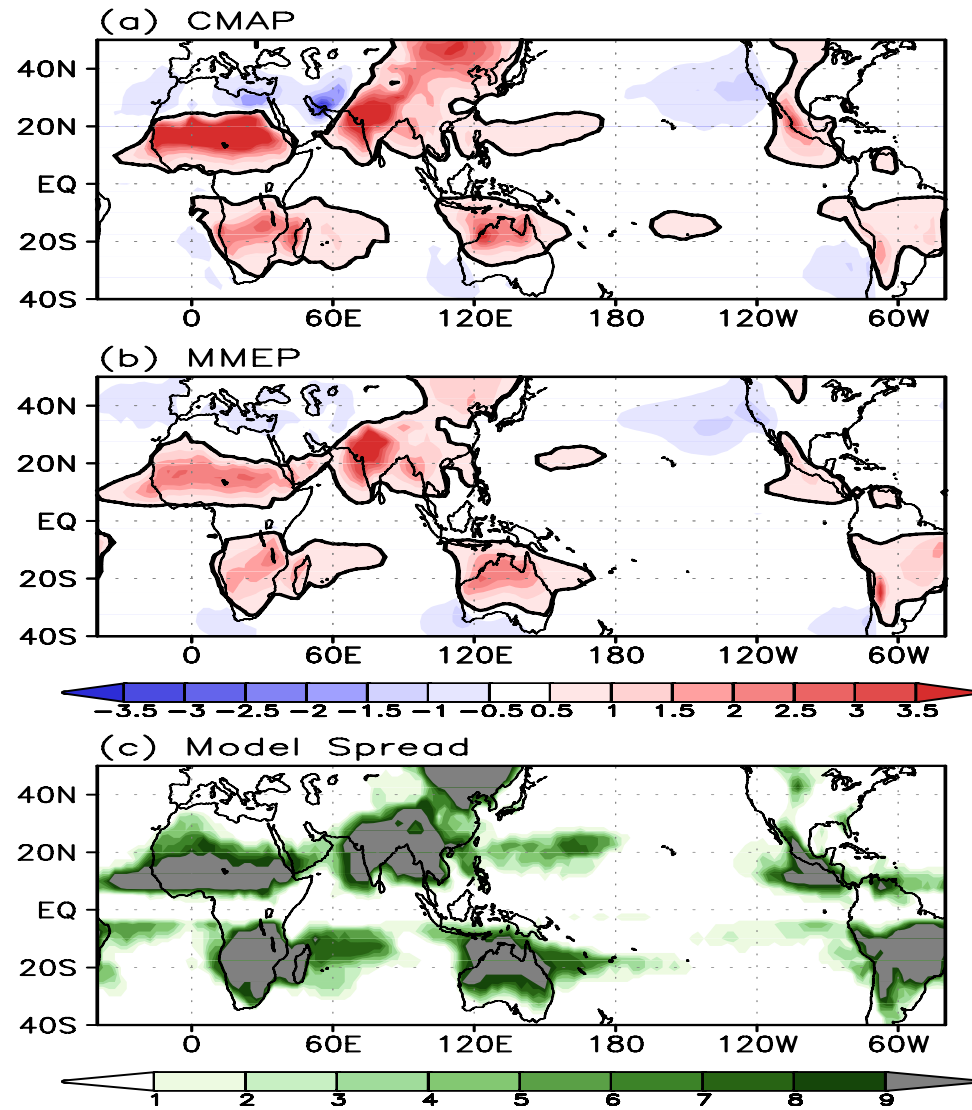 (a) CMAP
40N
20N
EQ
20S
40S
0 60E 120E 180 120W 60W
(b) MMEP
40N
20N
EQ
20S
40S
0 60E 120E 180 120W 60W
−3.5 −3 −2.5 −2 −1.5 −1 −0.5 0.5 1 1.5 2 2.5 3 3.5
(c) Model Spread
40N
20N
EQ
20S
40S
0 60E 120E 180 120W 60W
1 2 3 4 5 6 7 8 9